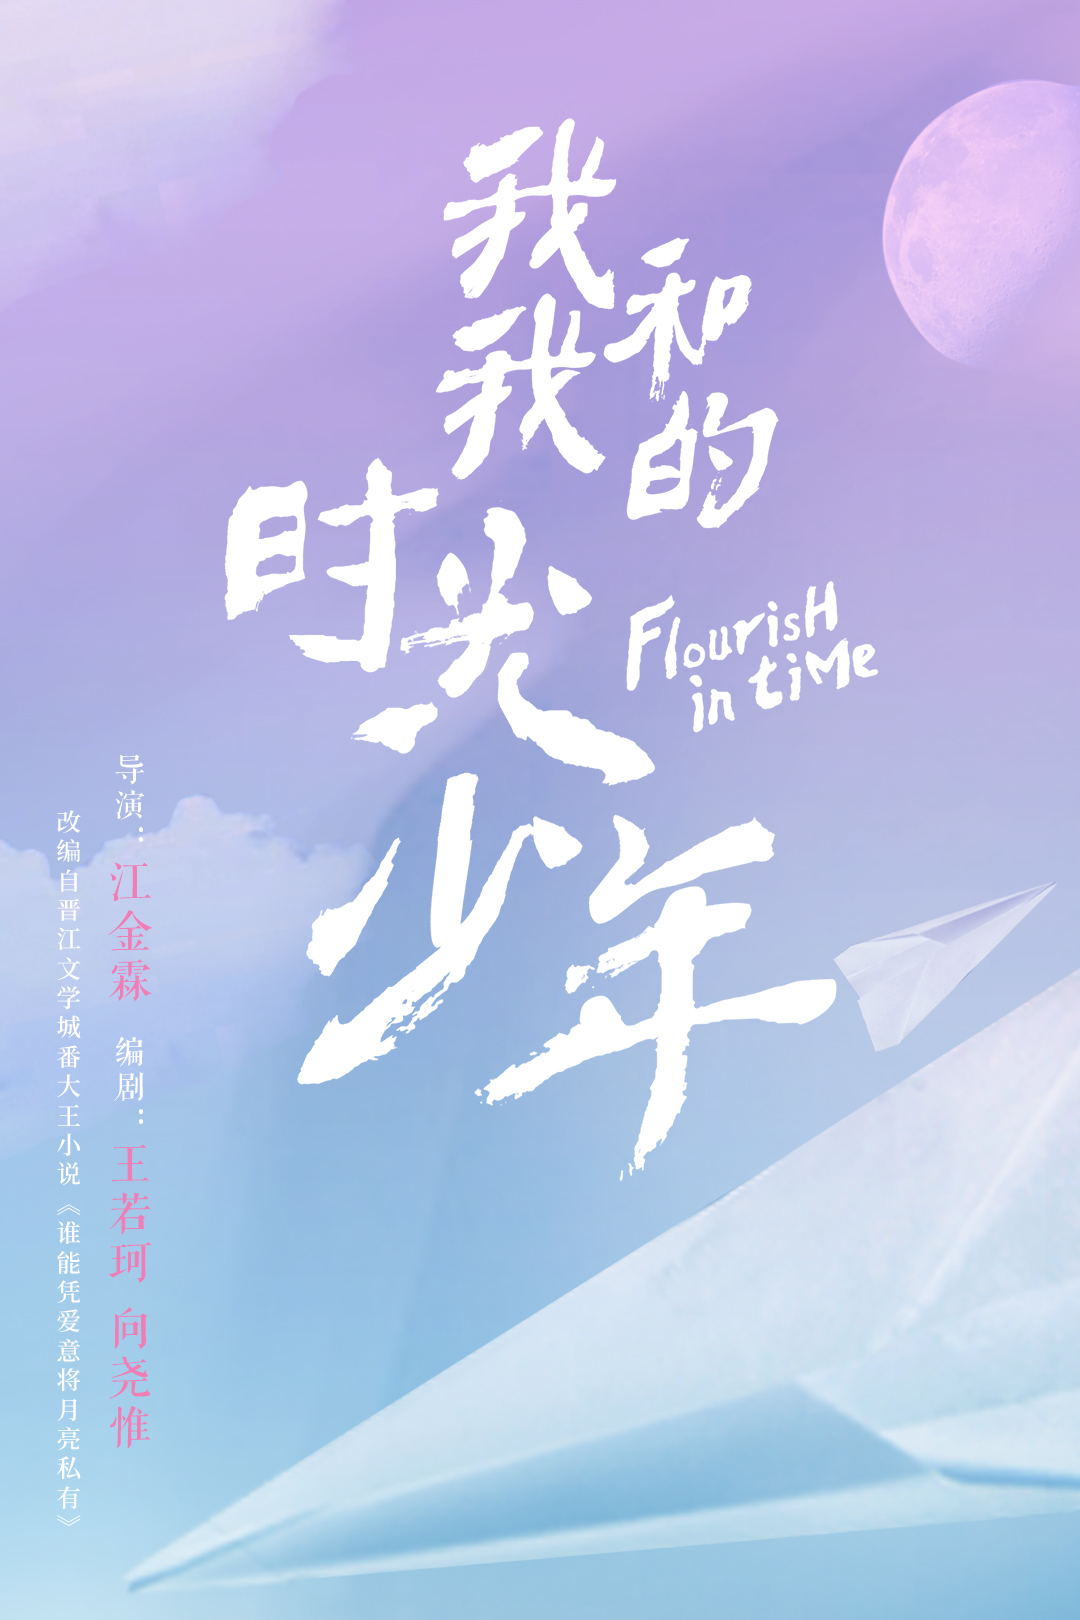 我和
我的
时光
少年
Flourish
in time
导演：江金霖 编剧：王若珂 向尧惟
改编自晋江文学城番大王小说《谁能凭爱意将月亮私有》